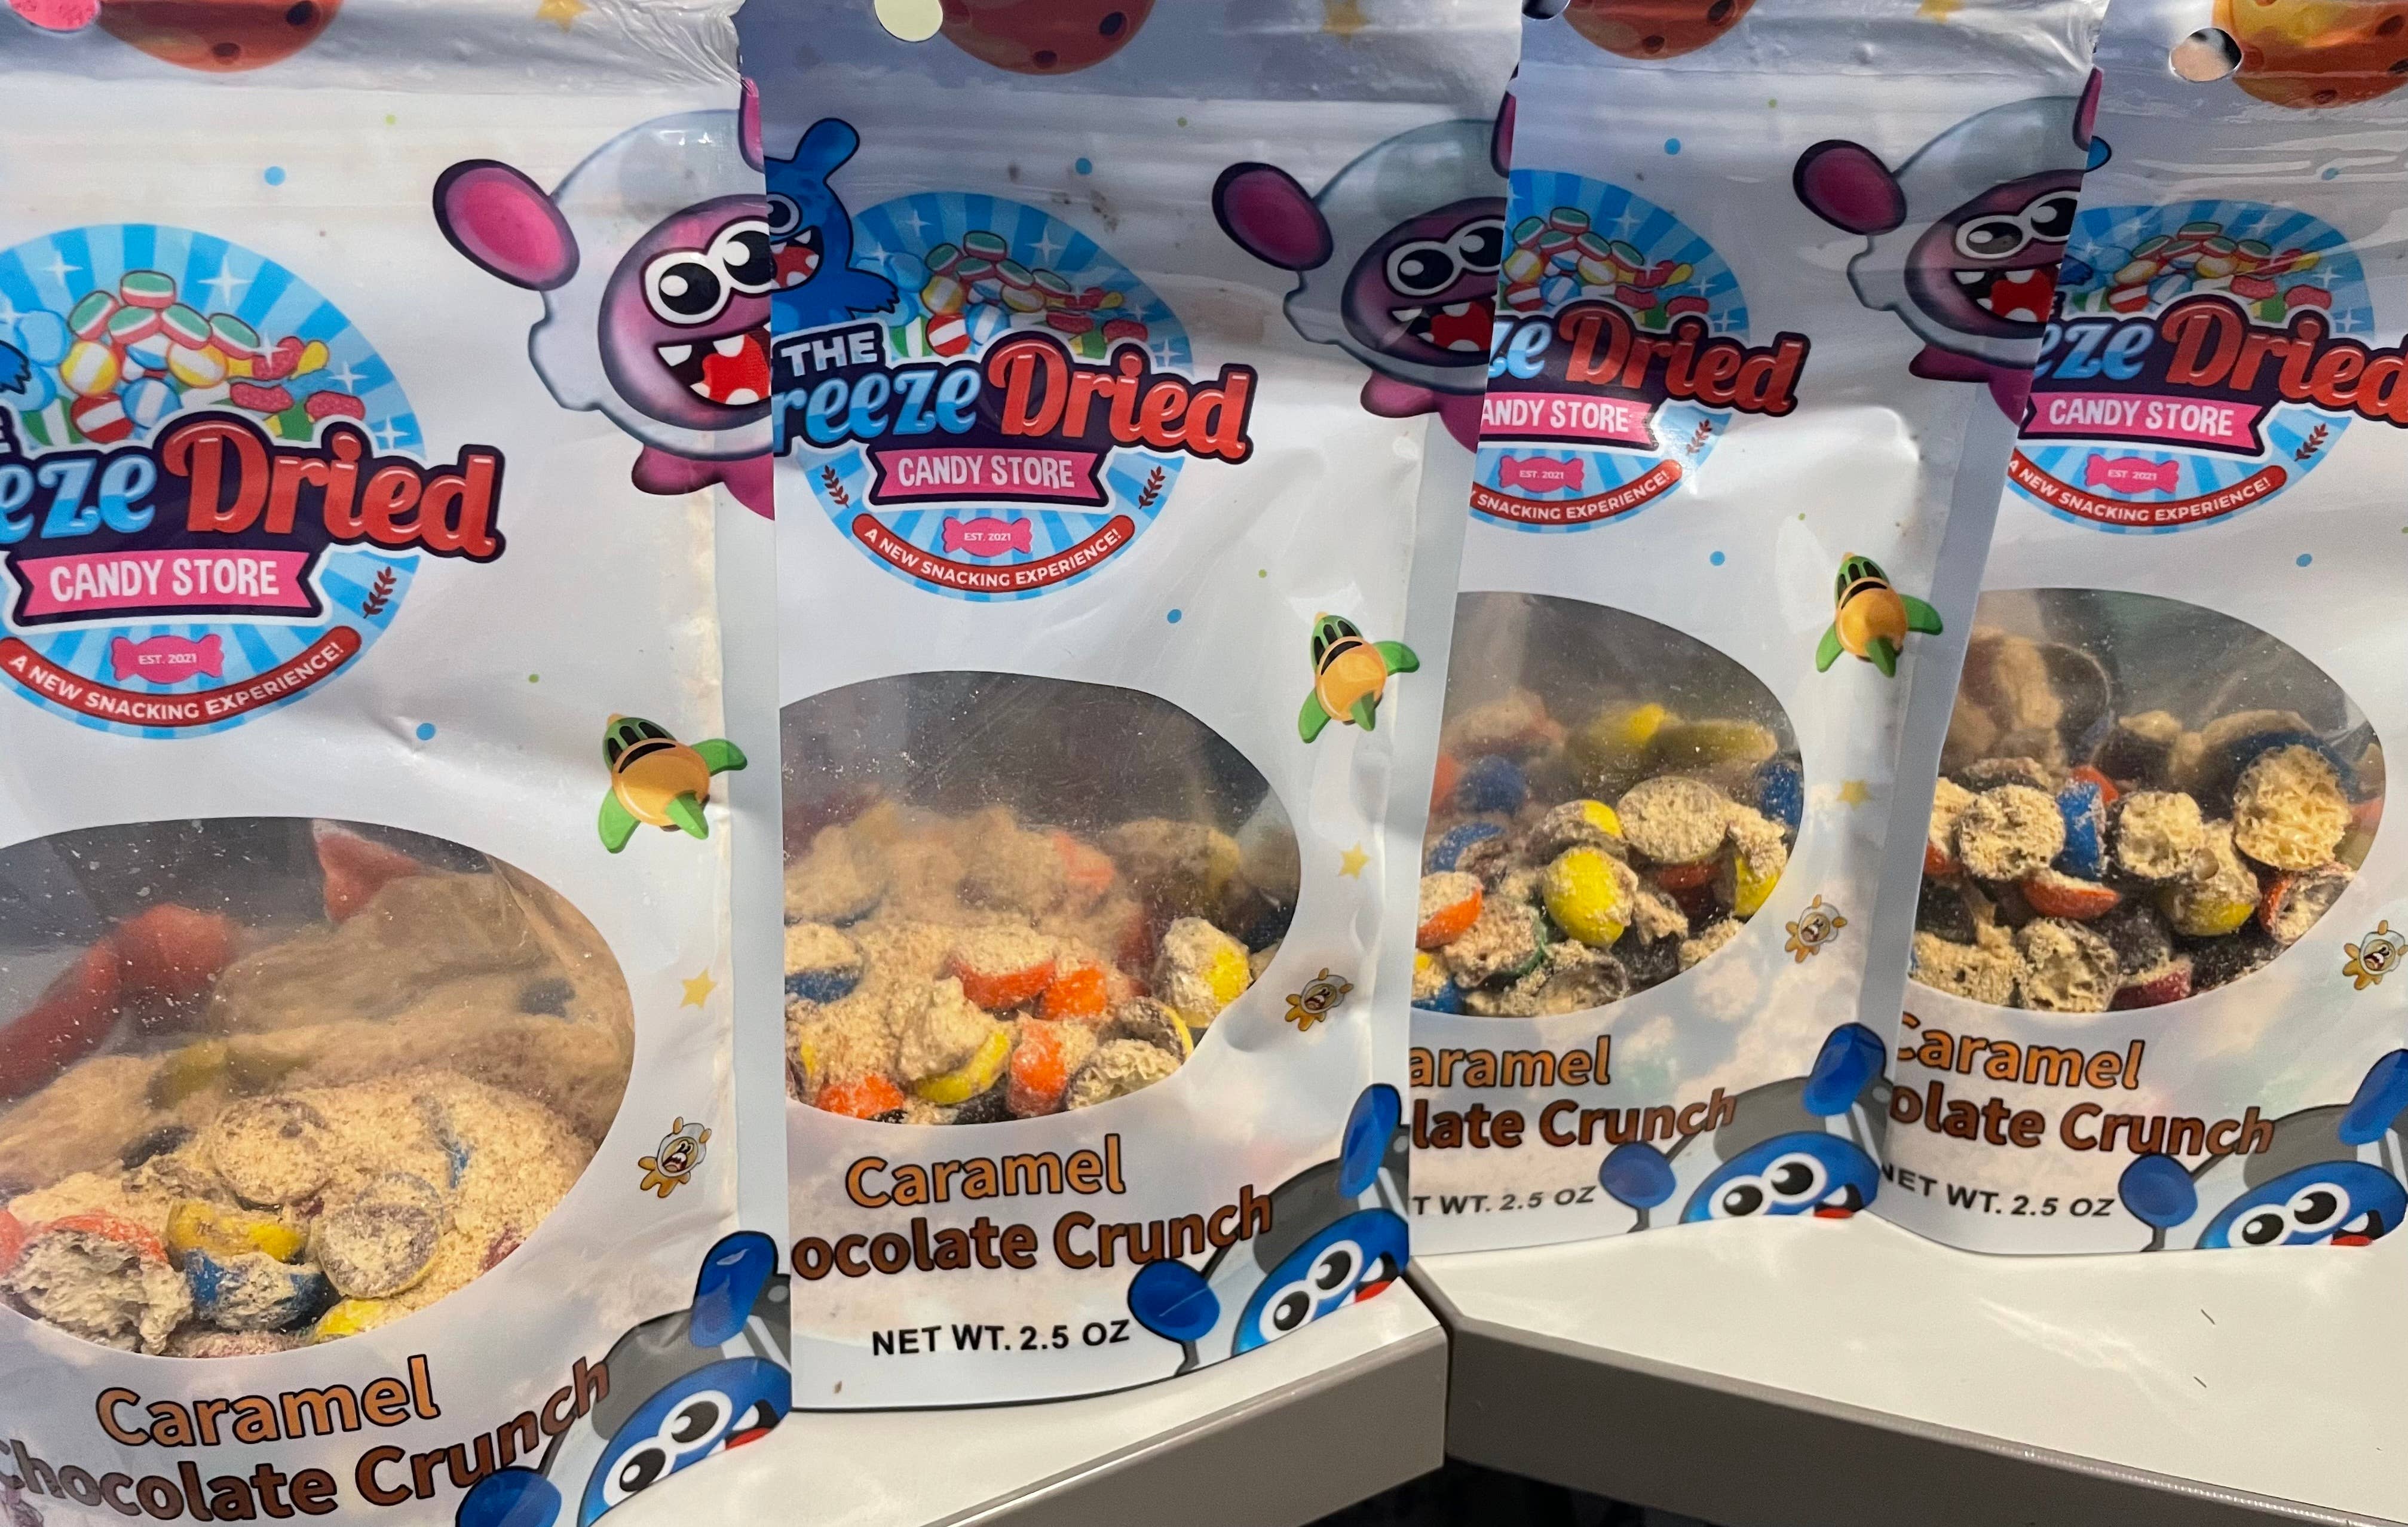 eze Dried
CANDY STORE
EST. 2021
A NEW SNACKING EXPERIENCE!
Caramel
Chocolate Crunch
THE
reeze Dried
CANDY STORE
EST. 2021
A NEW SNACKING EXPERIENCE!
Caramel
ocolate Crunch
NET WT. 2.5 OZ
ze Dried
ANDY STORE
EST. 2021
SNACKING EXPERIENCE!
aramel
late Crunch
T WT. 2.5 OZ
eze Dried
CANDY STORE
EST. 2021
A NEW SNACKING EXPERIENCE!
Caramel
olate Crunch
NET WT. 2.5 OZ